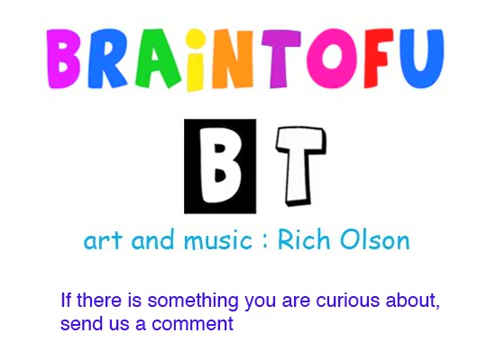 BRAiNTOFU
B T
art and music : Rich Olson
If there is something you are curious about,
send us a comment